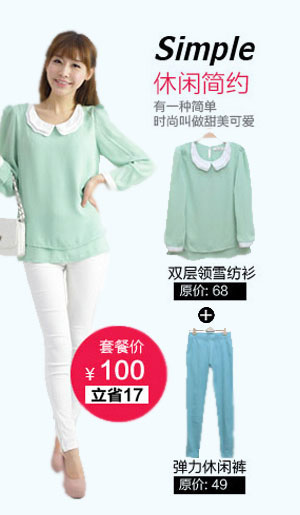 Simple
休闲简约
有一种简单
时尚叫做甜美可爱
双层领雪纺衫
原价: 68
+
套餐价
¥ 100
立省17
弹力休闲裤
原价: 49